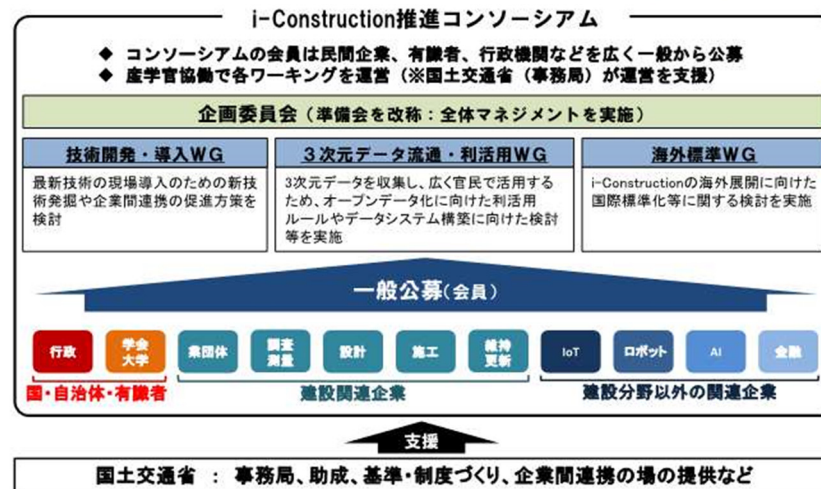 i-Construction推進コンソーシアム
◆ コンソーシアムの会員は民間企業、有識者、行政機関などを広く一般から公募
◆ 産学官協働で各ワーキングを運営（※国土交通省（事務局）が運営を支援）
企画委員会（準備会を改称：全体マネジメントを実施）
技術開発・導入WG
最新技術の現場導入のための新技
術発掘や企業間連携の促進方策を
検討
3次元データ流通・利活用WG
3次元データを収集し、広く官民で活用する
ため、オープンデータ化に向けた利活用
ルールやデータシステム構築に向けた検討
等を実施
海外標準WG
i-Constructionの海外展開に向けた
国際標準化等に関する検討を実施
一般公募（会員）
行政
学会
大学
業団体
調査
測量
設計
施工
維持
更新
IoT
ロボット
AI
金融
国・自治体・有識者
建設関連企業
建設分野以外の関連企業
支援
国土交通省 ： 事務局、助成、基準・制度づくり、企業間連携の場の提供など